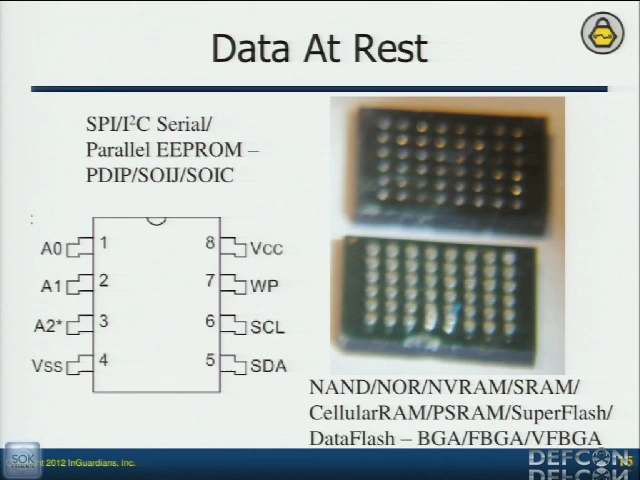 Data At Rest
SPI/I²C Serial/
Parallel EEPROM –
PDIP/SOIJ/SOIC
A0 1 8 Vcc
A1 2 7 WP
A2* 3 6 SCL
Vss 4 5 SDA
NAND/NOR/NVRAM/SRAM/
CellularRAM/PSRAM/SuperFlash/
DataFlash – BGA/FBGA/VFBGA
SOK
2012 InGuardians, Inc.
DEFCON